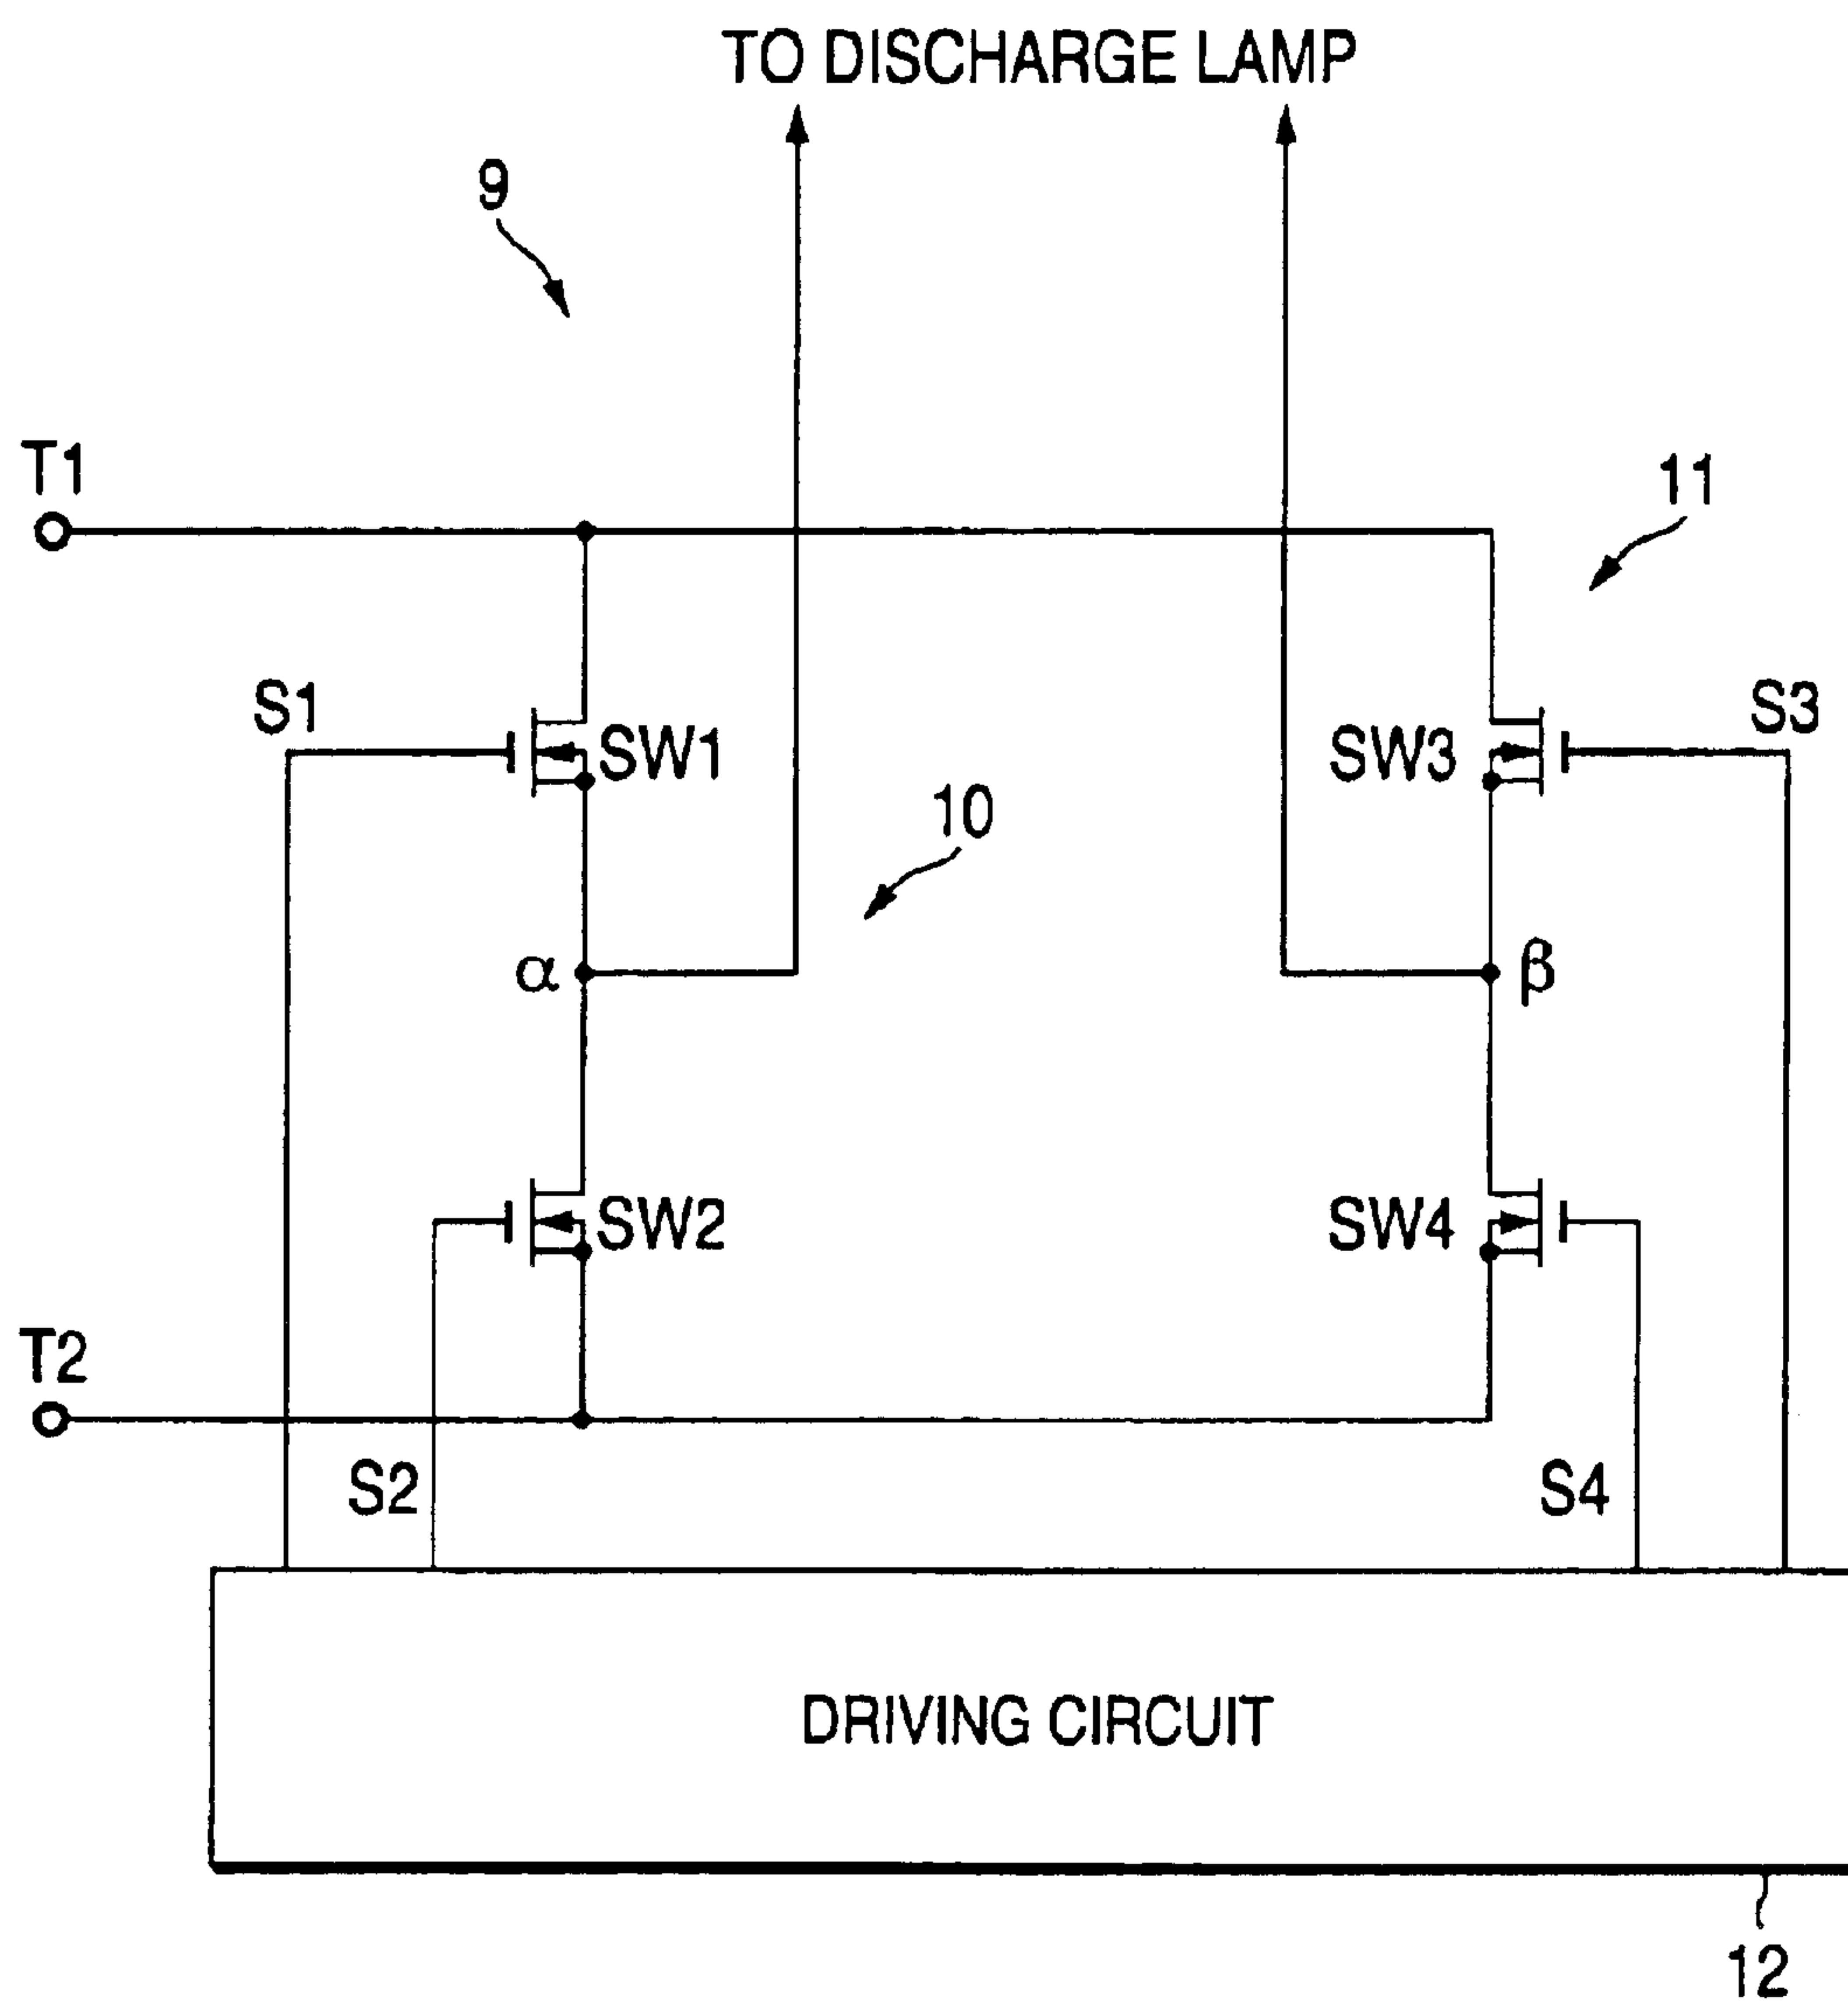 TO DISCHARGE LAMP
9
T1
11
S1
SW1
SW3
S3
10
α
β
SW2
SW4
T2
S2
S4
DRIVING CIRCUIT
12